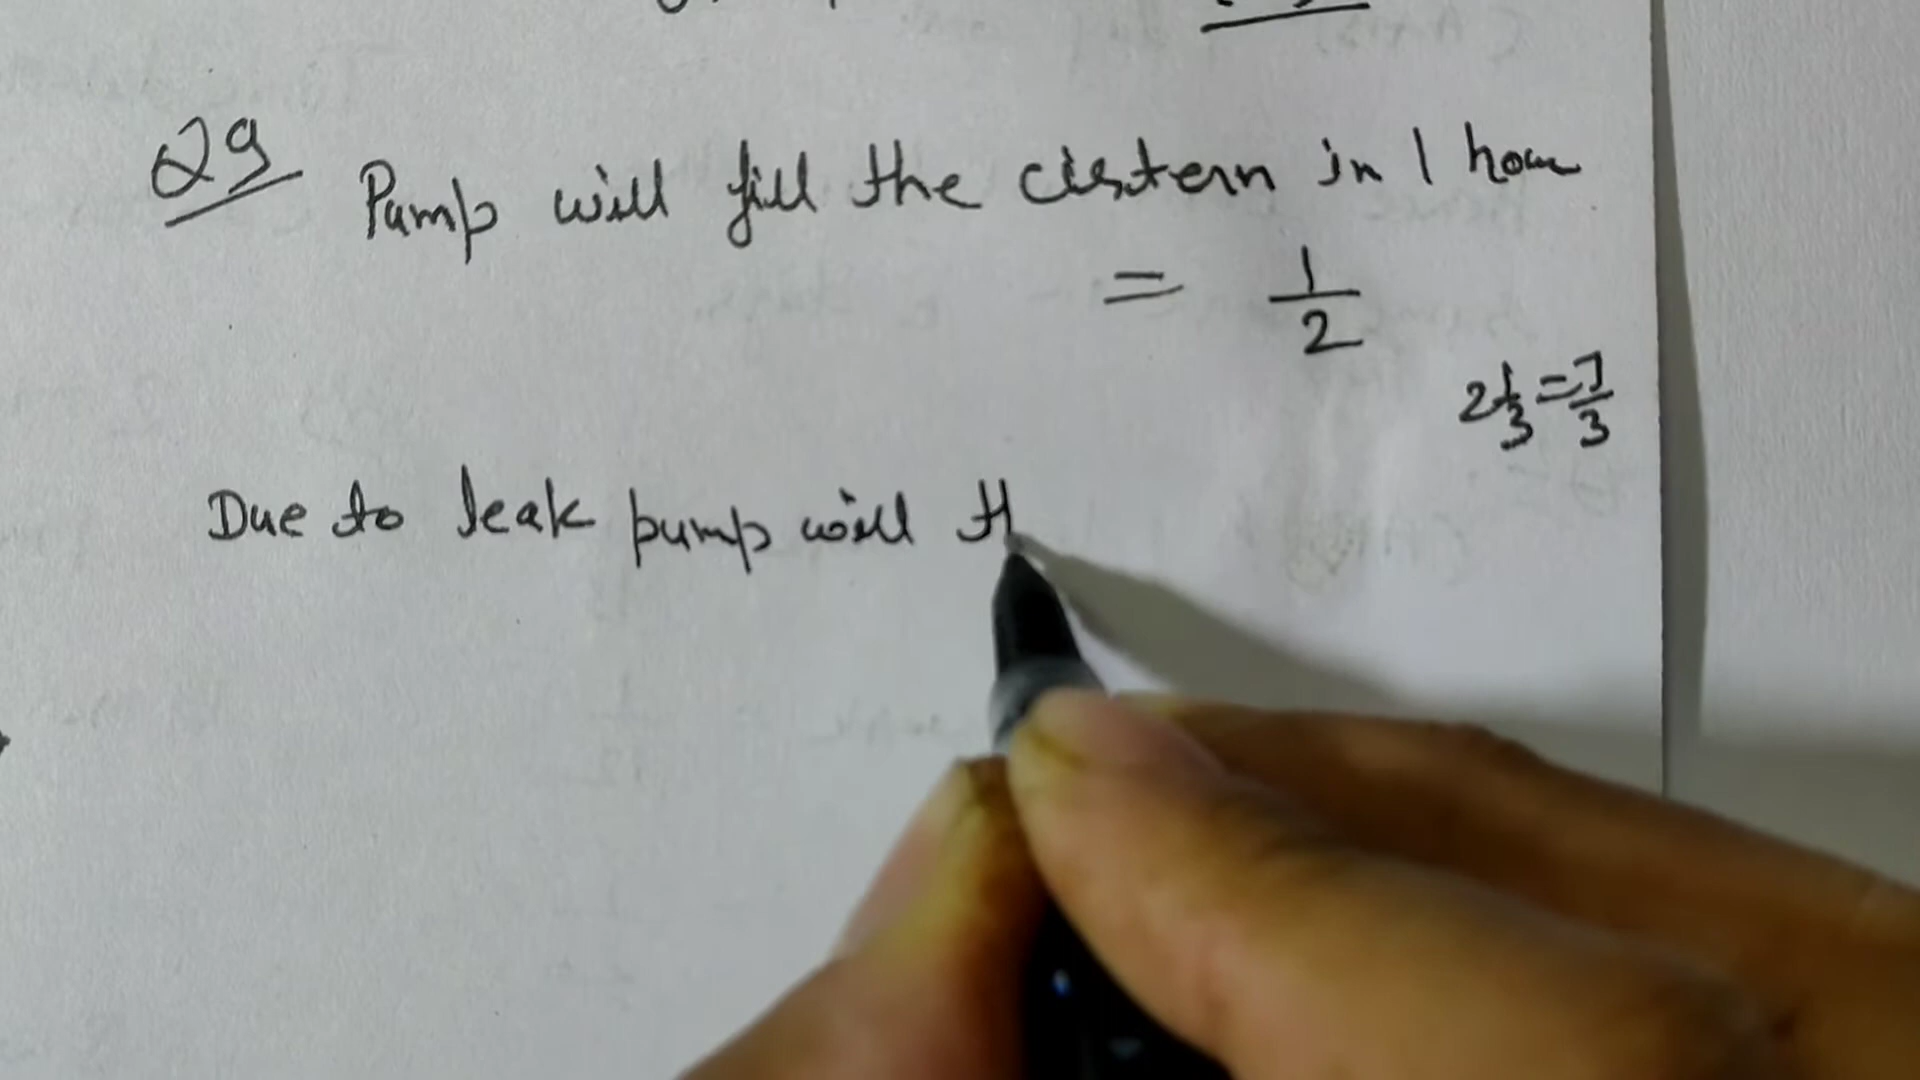 Q9 Pump will fill the cistern in 1 hour
= 1/2
2 1/3 = 7/3
Due to leak pump will